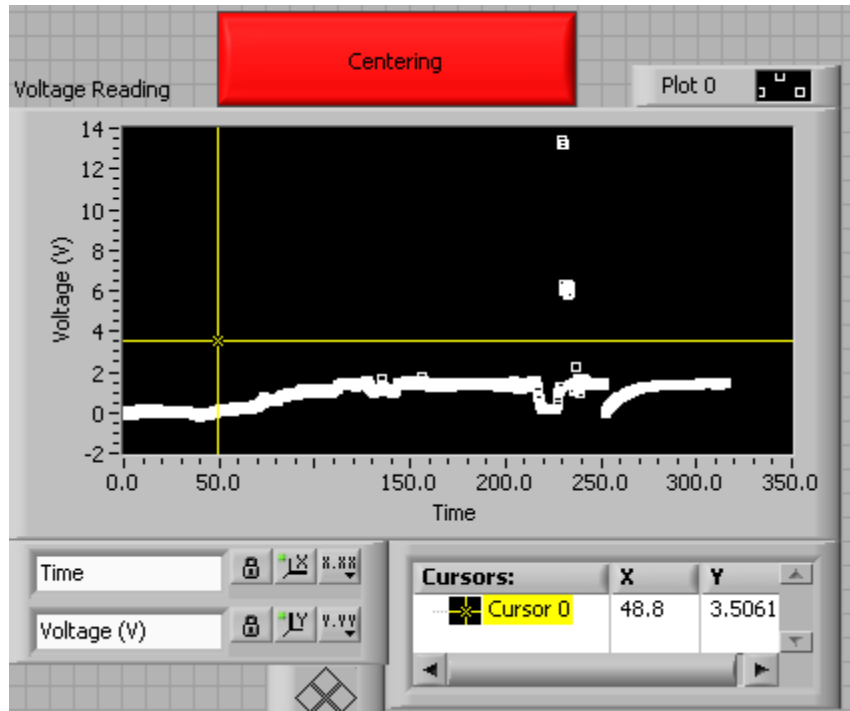 Centering
Voltage Reading
Plot 0
14
12
10
8
6
4
2
0
-2
Voltage (V)
0.0 50.0 150.0 200.0 250.0 300.0 350.0
Time
Time
X.XX
Voltage (V)
Y.YY
Cursors: X Y
Cursor 0 48.8 3.5061